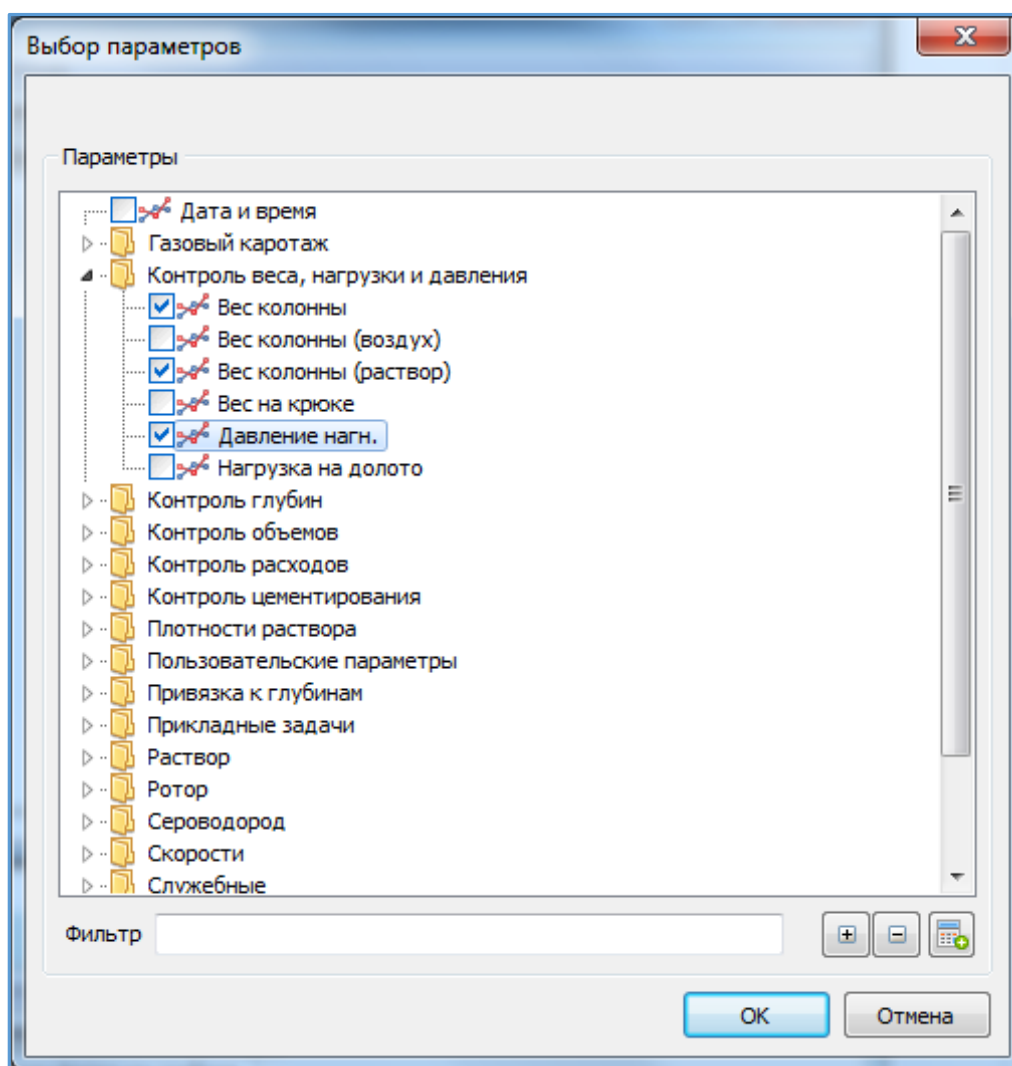 Выбор параметров
Параметры
Дата и время
Газовый каротаж
Контроль веса, нагрузки и давления
Вес колонны
Вес колонны (воздух)
Вес колонны (раствор)
Вес на крюке
Давление нагн.
Нагрузка на долото
Контроль глубин
Контроль объемов
Контроль расходов
Контроль цементирования
Плотности раствора
Пользовательские параметры
Привязка к глубинам
Прикладные задачи
Раствор
Ротор
Сероводород
Скорости
Служебные
Фильтр
OK
Отмена